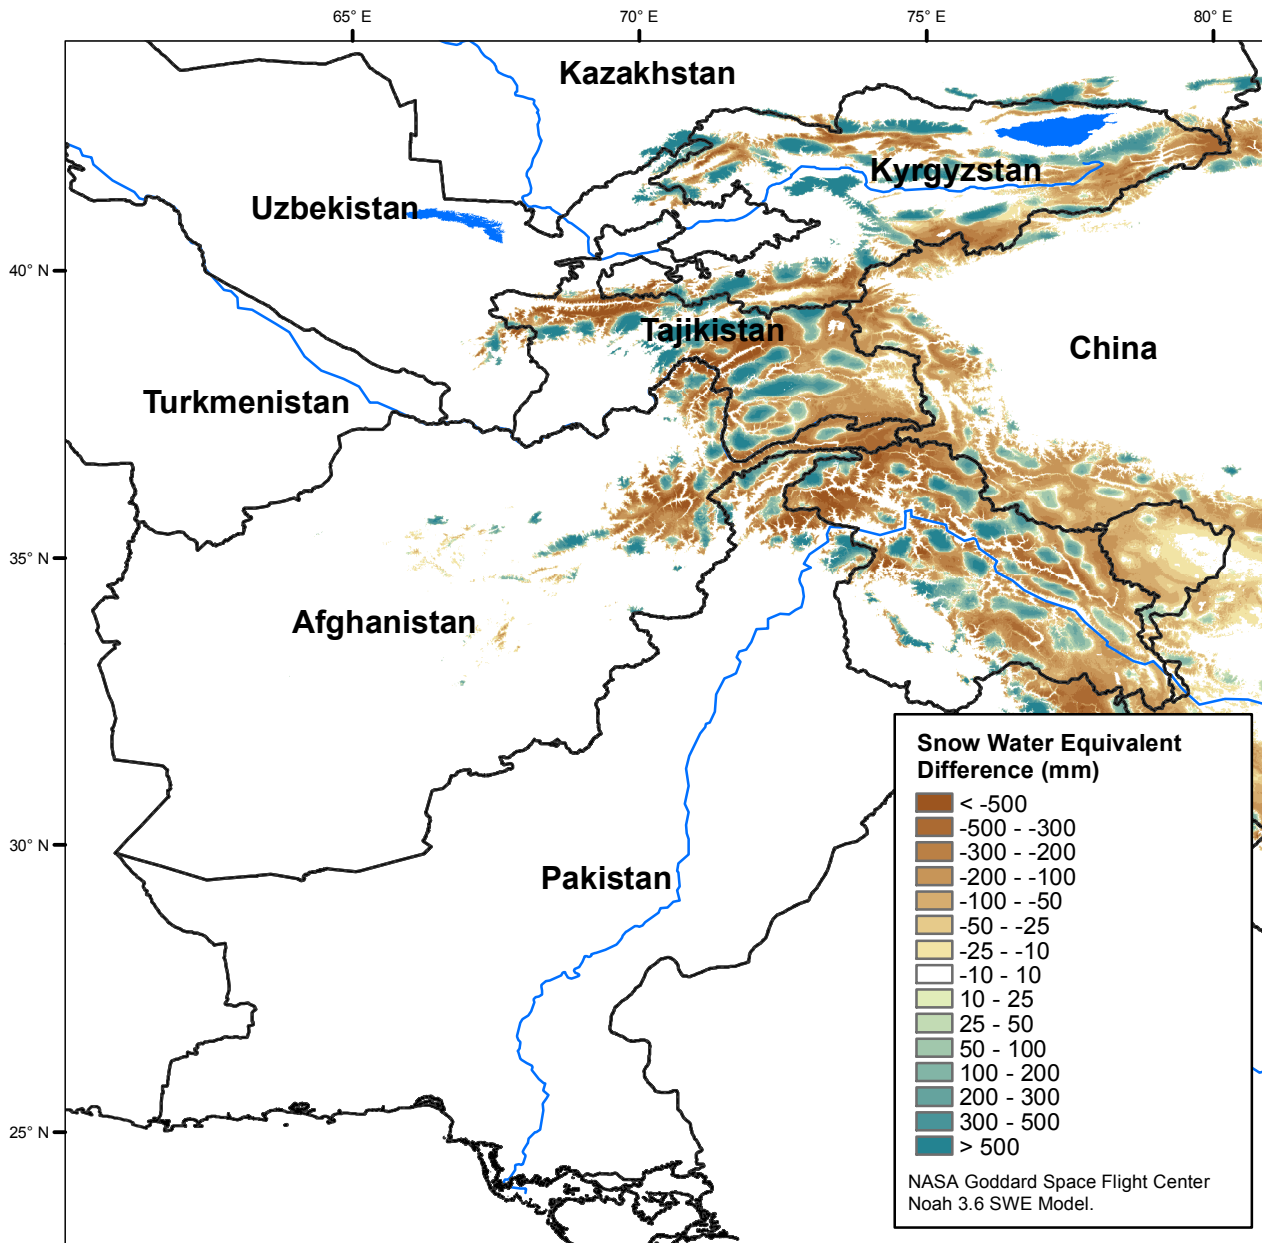 65° E
70° E
75° E
80° E
Kazakhstan
Kyrgyzstan
Uzbekistan
40° N
Tajikistan
China
Turkmenistan
35° N
Afghanistan
Snow Water Equivalent
Difference (mm)
< -500
-500 - -300
-300 - -200
-200 - -100
-100 - -50
-50 - -25
-25 - -10
-10 - 10
10 - 25
25 - 50
50 - 100
100 - 200
200 - 300
300 - 500
> 500
30° N
Pakistan
25° N
NASA Goddard Space Flight Center
Noah 3.6 SWE Model.